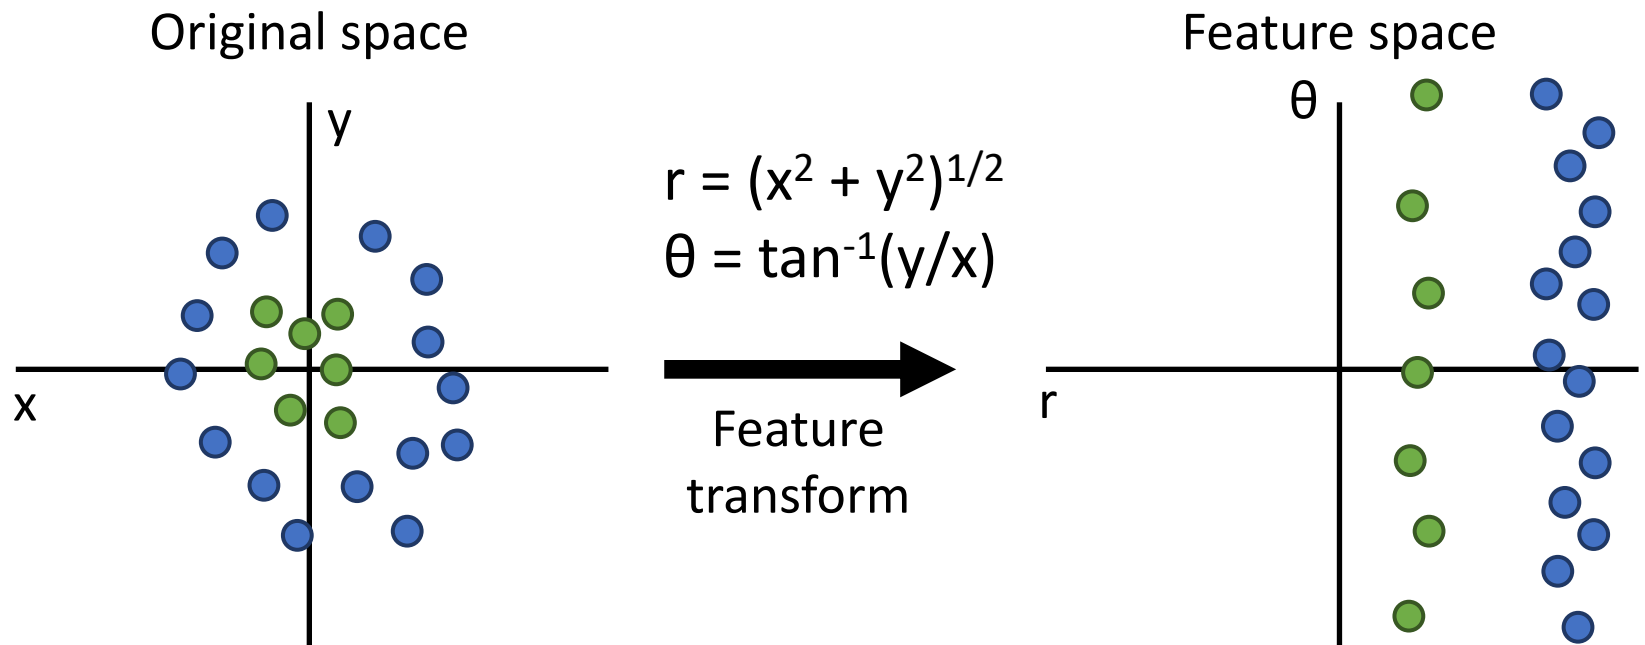 Original space
y
x
r = (x² + y²)¹/²
θ = tan⁻¹(y/x)
Feature
transform
Feature space
θ
r